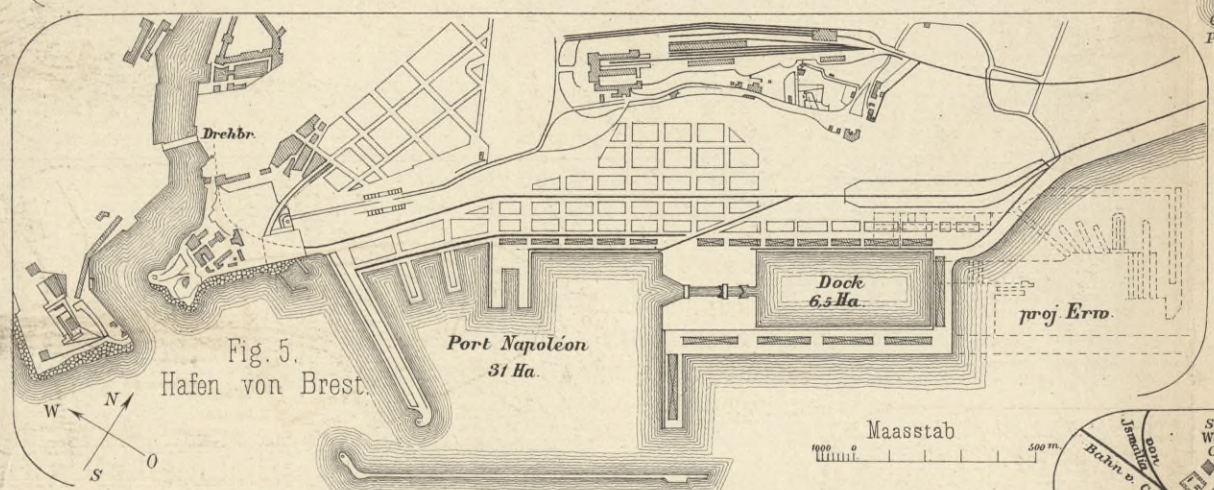 Drehbr.
Dock
6,5 Ha.
proj. Erw.
Port Napoléon
31 Ha.
Fig. 5.
Hafen von Brest.
W
N
S
O
Maasstab
1000
0
500 m.
Bahn v.
Jsmailia
von